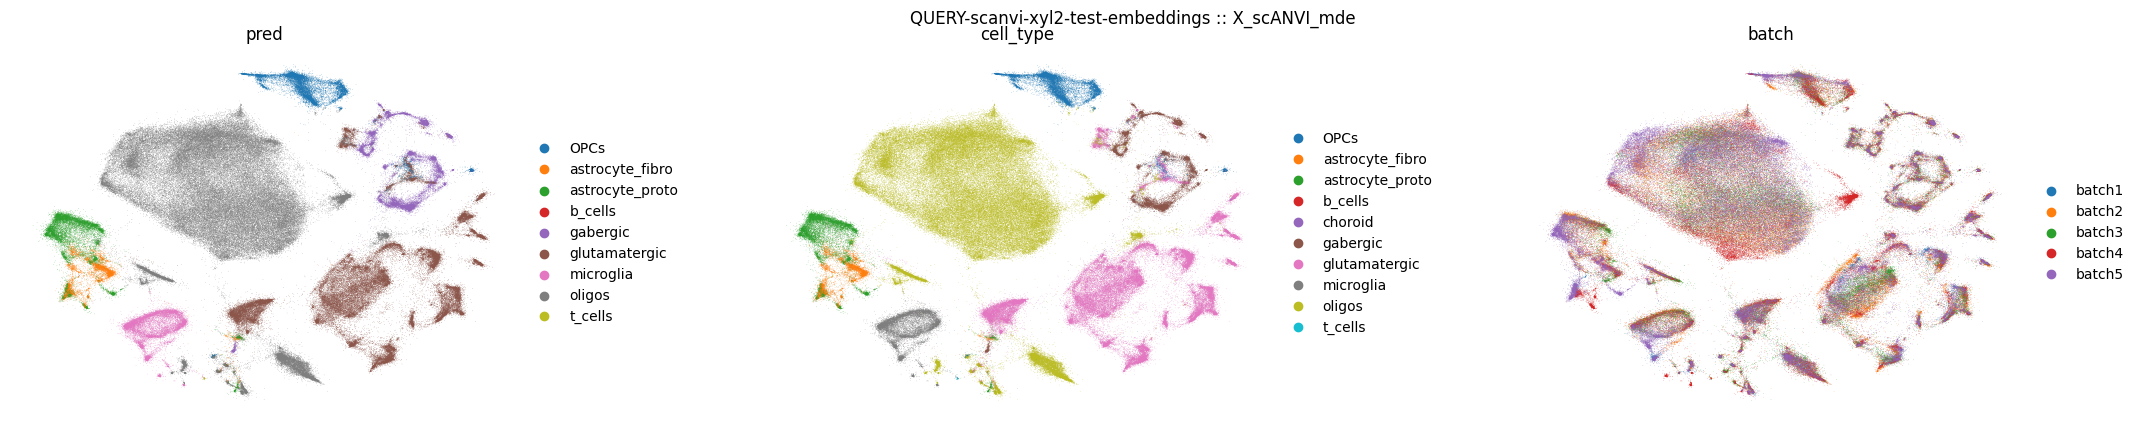 QUERY-scanvi-xyl2-test-embeddings :: X_scANVI_mde
pred
OPCs
astrocyte_fibro
astrocyte_proto
b_cells
gabergic
glutamatergic
microglia
oligos
t_cells
cell_type
OPCs
astrocyte_fibro
astrocyte_proto
b_cells
choroid
gabergic
glutamatergic
microglia
oligos
t_cells
batch
batch1
batch2
batch3
batch4
batch5